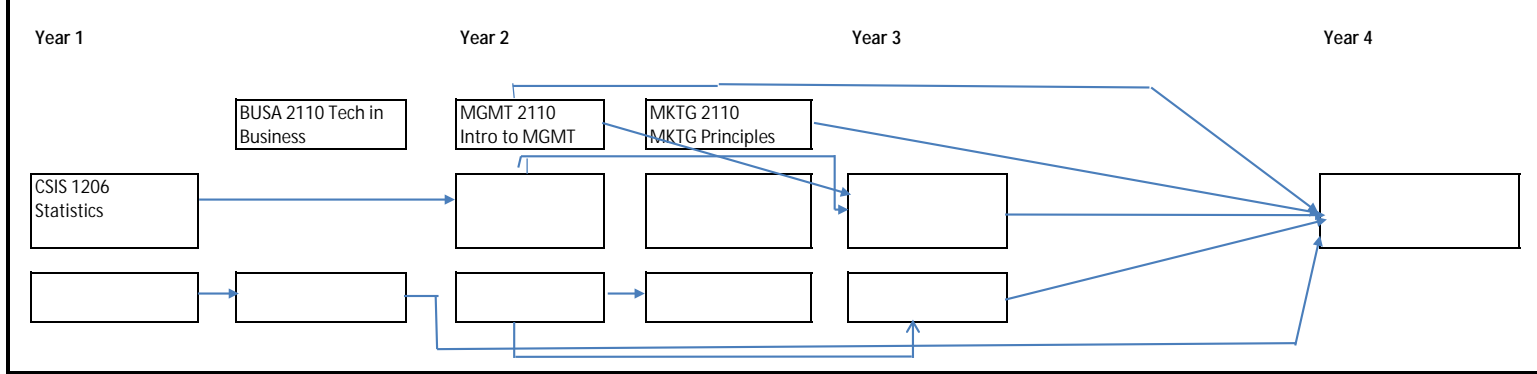 Year 1
Year 2
Year 3
Year 4
BUSA 2110 Tech in
Business
MGMT 2110
Intro to MGMT
MKTG 2110
MKTG Principles
CSIS 1206
Statistics